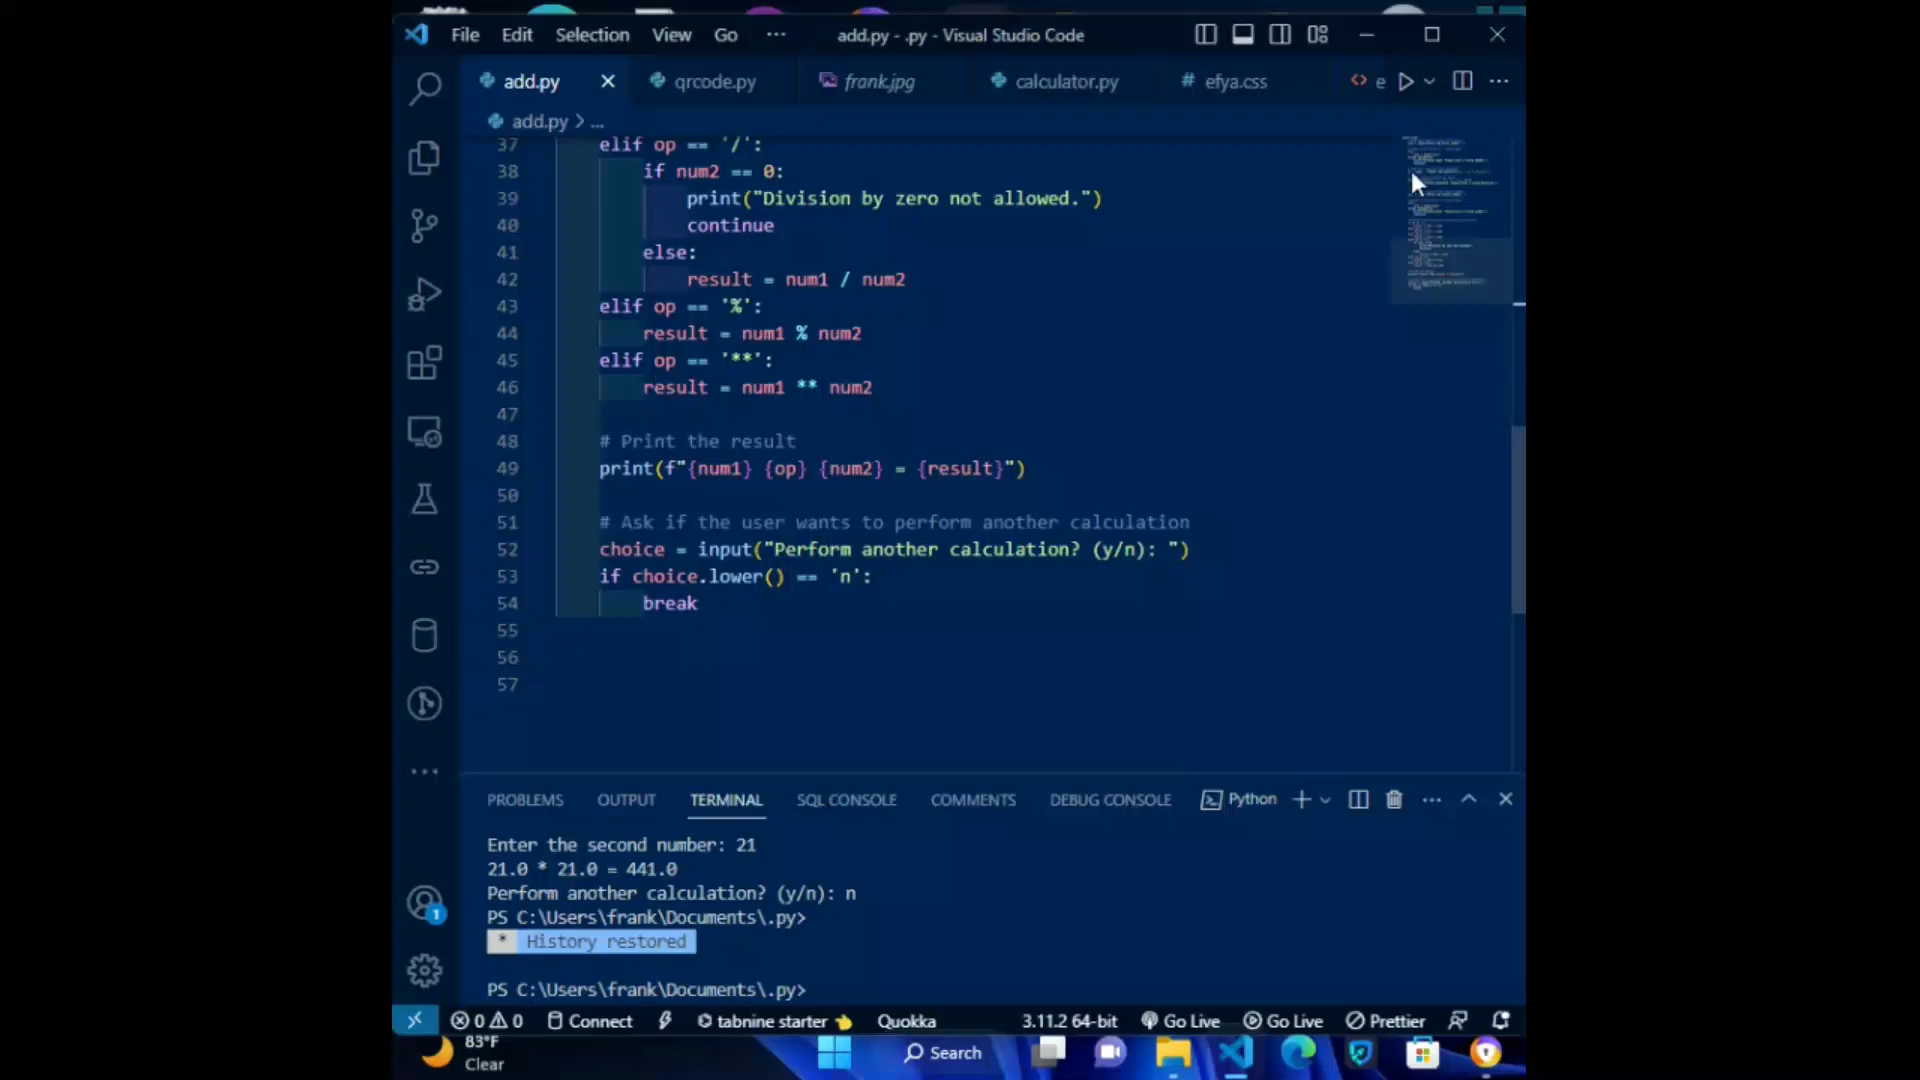 File Edit Selection View Go ··· add.py - .py - Visual Studio Code
add.py qrcode.py frank.jpg calculator.py # efya.css e
add.py > ...
37 elif op == '/':
38 if num2 == 0:
39 print("Division by zero not allowed.")
40 continue
41 else:
42 result = num1 / num2
43 elif op == '%':
44 result = num1 % num2
45 elif op == '**':
46 result = num1 ** num2
47
48 # Print the result
49 print(f"{num1} {op} {num2} = {result}")
50
51 # Ask if the user wants to perform another calculation
52 choice = input("Perform another calculation? (y/n): ")
53 if choice.lower() == 'n':
54 break
55
56
57
PROBLEMS OUTPUT TERMINAL SQL CONSOLE COMMENTS DEBUG CONSOLE Python
Enter the second number: 21
21.0 * 21.0 = 441.0
Perform another calculation? (y/n): n
PS C:\Users\frank\Documents\.py>
* History restored
PS C:\Users\frank\Documents\.py>
1
0 0 Connect tabnine starter Quokka 3.11.2 64-bit Go Live Go Live Prettier
83°F
Clear
Search